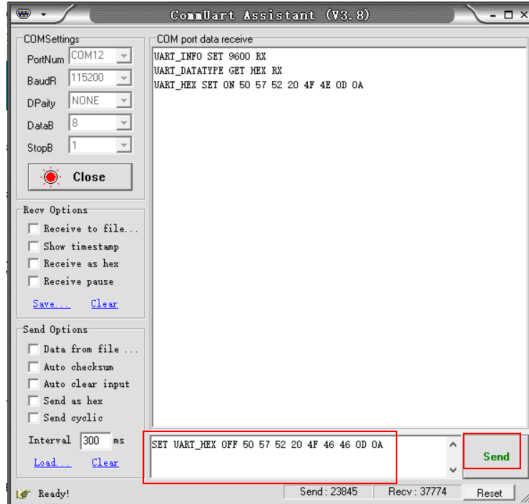 CommUart Assistant (V3.8)
COMSettings
PortNum COM12
BaudR 115200
DPaity NONE
DataB 8
StopB 1
Close
Recv Options
Receive to file...
Show timestamp
Receive as hex
Receive pause
Save... Clear
Send Options
Data from file ...
Auto checksum
Auto clear input
Send as hex
Send cyclic
Interval 300 ms
Load... Clear
COM port data receive
UART_INFO SET 9600 RX
UART_DATATYPE GET HEX RX
UART_HEX SET ON 50 57 52 20 4F 4E 0D 0A
SET UART_HEX OFF 50 57 52 20 4F 46 46 0D 0A
Send
Ready!
Send : 23845
Recv : 37774
Reset